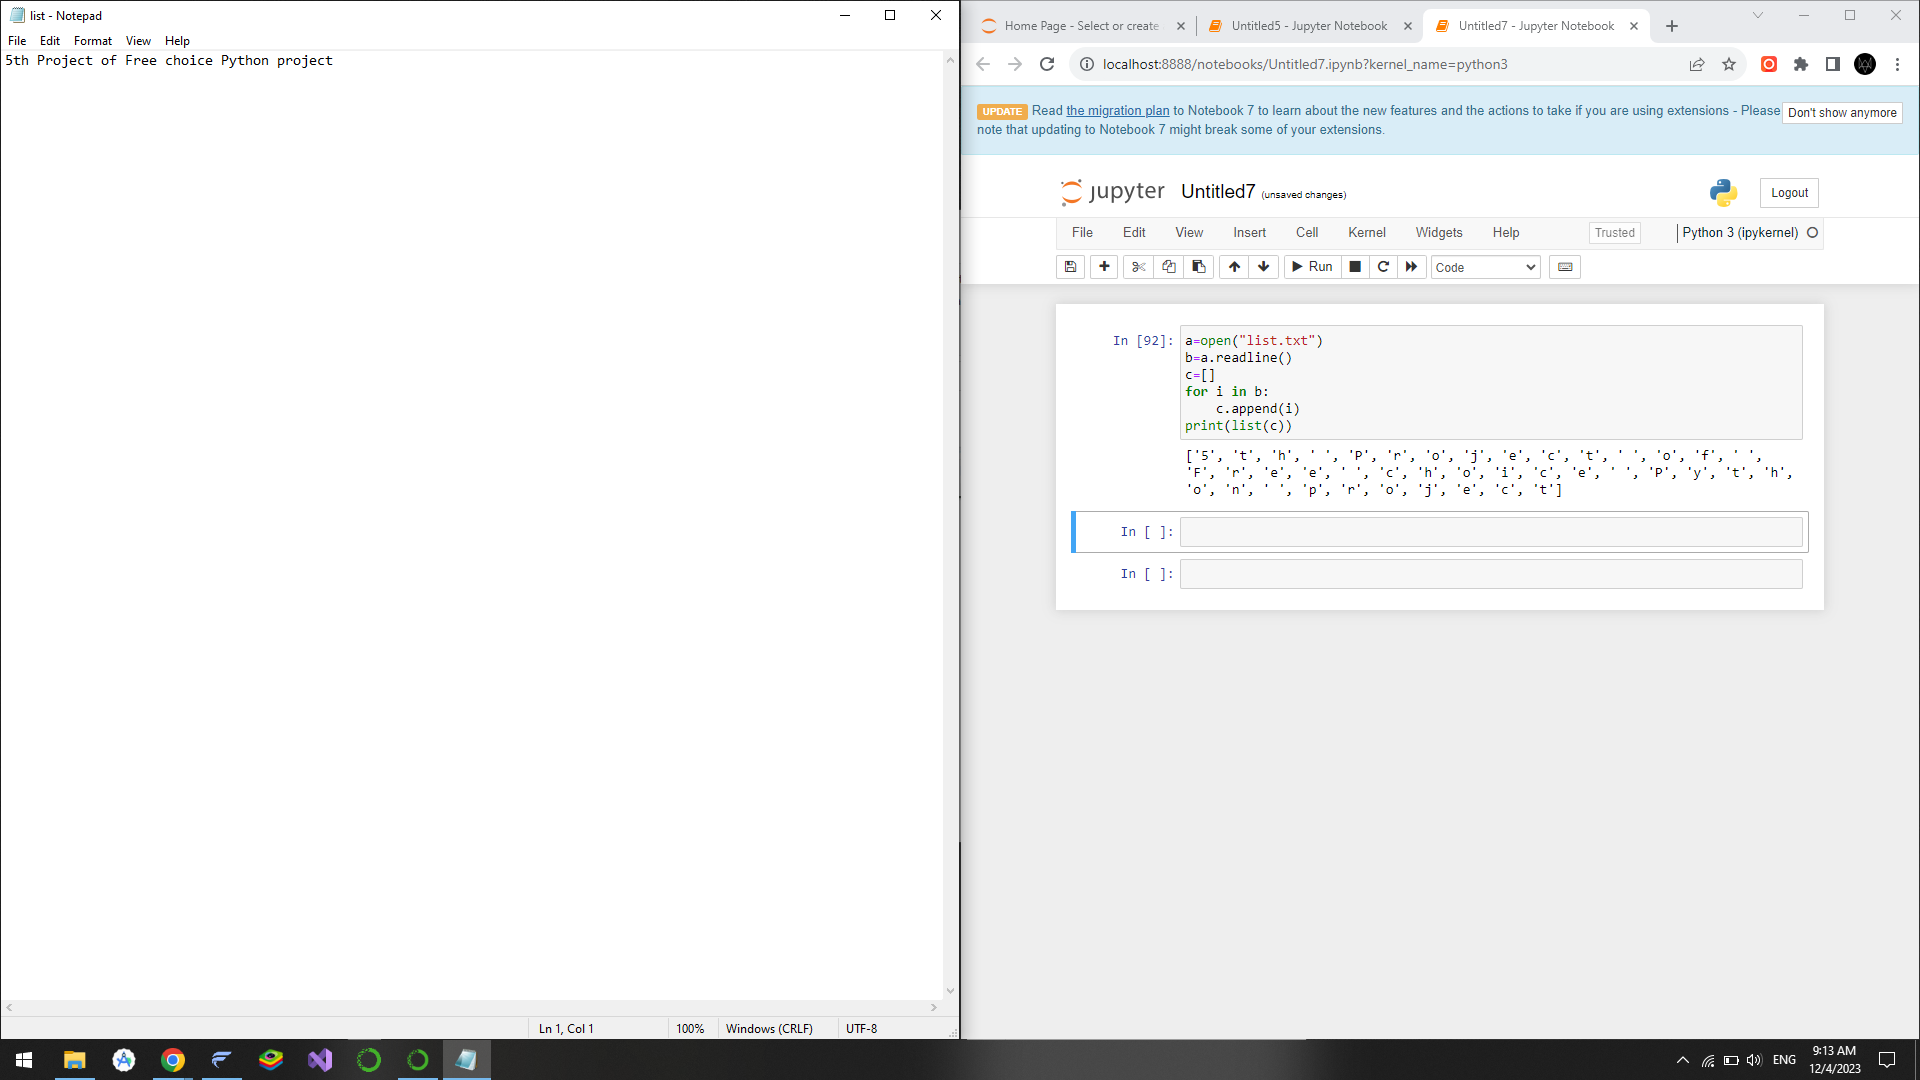 list - Notepad
File Edit Format View Help
5th Project of Free choice Python project
Ln 1, Col 1 100% Windows (CRLF) UTF-8
Home Page - Select or create
Untitled5 - Jupyter Notebook
Untitled7 - Jupyter Notebook
localhost:8888/notebooks/Untitled7.ipynb?kernel_name=python3
UPDATE Read the migration plan to Notebook 7 to learn about the new features and the actions to take if you are using extensions - Please
note that updating to Notebook 7 might break some of your extensions.
Don't show anymore
jupyter Untitled7 (unsaved changes)
Logout
File Edit View Insert Cell Kernel Widgets Help
Trusted
Python 3 (ipykernel)
Run
Code
In [92]:
a=open("list.txt")
b=a.readline()
c=[]
for i in b:
    c.append(i)
print(list(c))
['5', 't', 'h', ' ', 'P', 'r', 'o', 'j', 'e', 'c', 't', ' ', 'o', 'f', ' ',
'F', 'r', 'e', 'e', ' ', 'c', 'h', 'o', 'i', 'c', 'e', ' ', 'P', 'y', 't', 'h',
'o', 'n', ' ', 'p', 'r', 'o', 'j', 'e', 'c', 't']
In [ ]:
In [ ]:
ENG
9:13 AM
12/4/2023